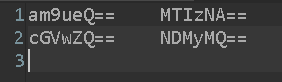 1 am9ueQ== MTIzNA==
2 cGVwZQ== NDMyMQ==
3